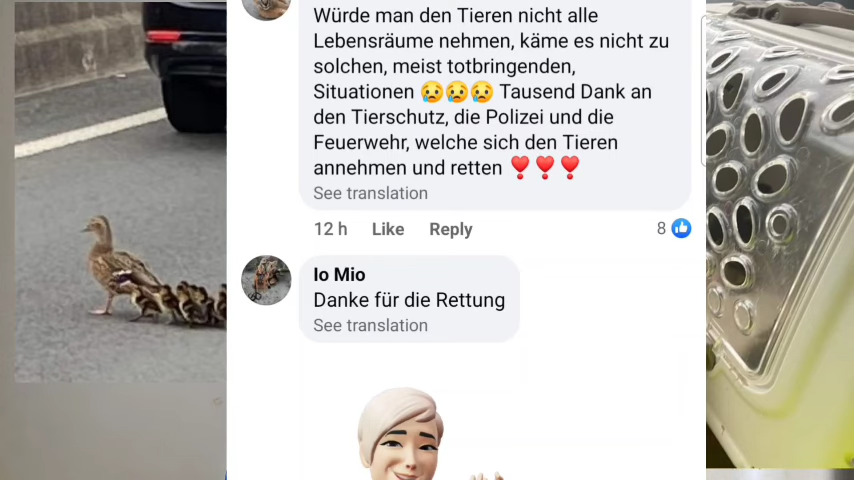 Würde man den Tieren nicht alle
Lebensräume nehmen, käme es nicht zu
solchen, meist totbringenden,
Situationen 😢😢😢 Tausend Dank an
den Tierschutz, die Polizei und die
Feuerwehr, welche sich den Tieren
annehmen und retten ❣️❣️❣️
See translation
12 h Like Reply 8
Io Mio
Danke für die Rettung
See translation